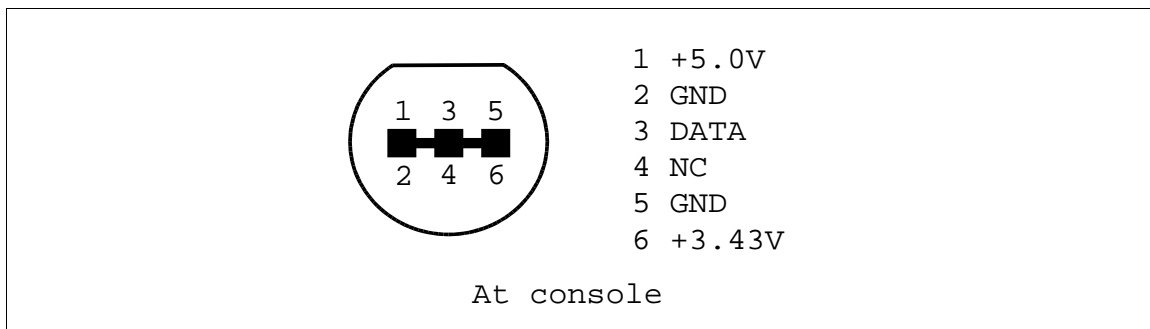 1 3 5
2 4 6
1 +5.0V
2 GND
3 DATA
4 NC
5 GND
6 +3.43V
At console